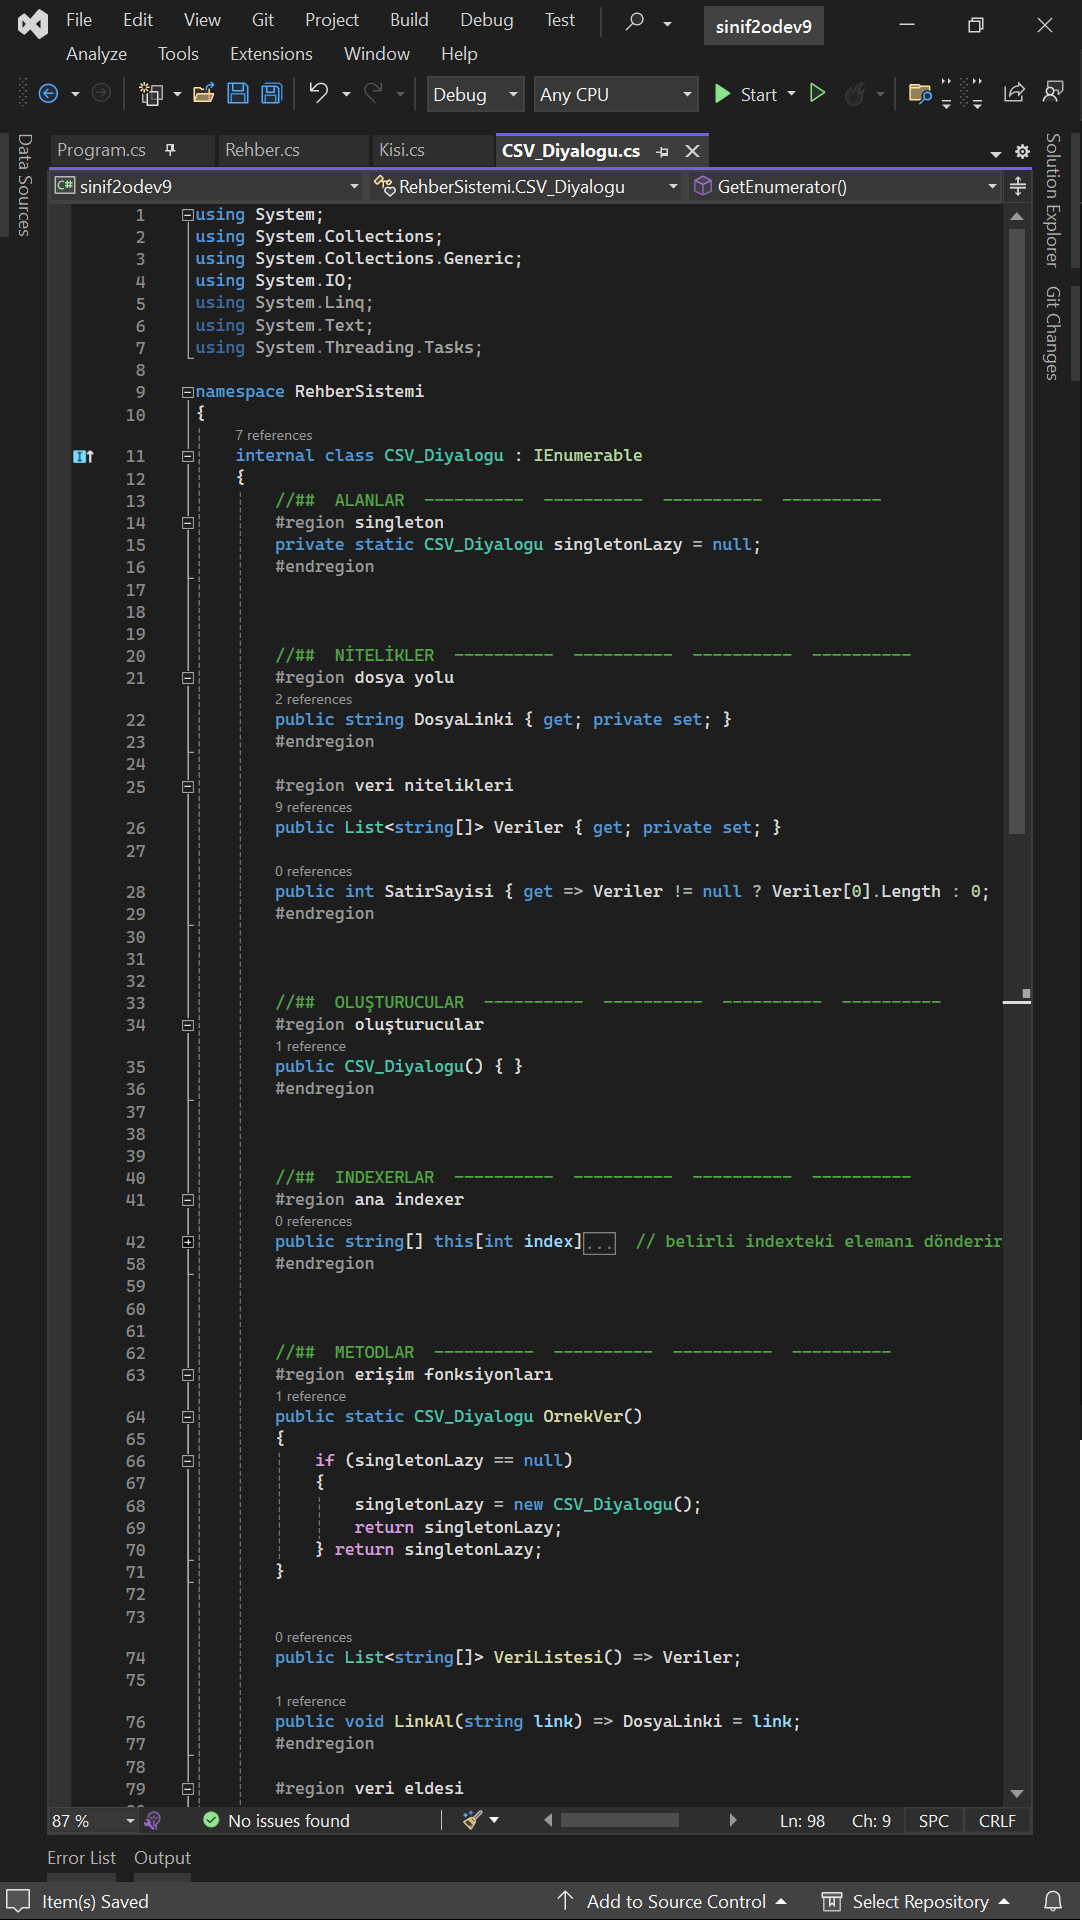 File Edit View Git Project Build Debug Test sinif2odev9
Analyze Tools Extensions Window Help
Debug Any CPU Start
Data Sources
Program.cs Rehber.cs Kisi.cs CSV_Diyalogu.cs
C# sinif2odev9 RehberSistemi.CSV_Diyalogu GetEnumerator()
Solution Explorer
Git Changes
1 using System;
2 using System.Collections;
3 using System.Collections.Generic;
4 using System.IO;
5 using System.Linq;
6 using System.Text;
7 using System.Threading.Tasks;
8
9 namespace RehberSistemi
10 {
7 references
11 internal class CSV_Diyalogu : IEnumerable
12 {
13 //## ALANLAR ---------- ---------- ---------- ----------
14 #region singleton
15 private static CSV_Diyalogu singletonLazy = null;
16 #endregion
17
18
19
20 //## NİTELİKLER ---------- ---------- ---------- ----------
21 #region dosya yolu
2 references
22 public string DosyaLinki { get; private set; }
23 #endregion
24
25 #region veri nitelikleri
9 references
26 public List<string[]> Veriler { get; private set; }
27
0 references
28 public int SatirSayisi { get => Veriler != null ? Veriler[0].Length : 0;
29 #endregion
30
31
32
33 //## OLUŞTURUCULAR ---------- ---------- ---------- ----------
34 #region oluşturucular
1 reference
35 public CSV_Diyalogu() { }
36 #endregion
37
38
39
40 //## INDEXERLAR ---------- ---------- ---------- ----------
41 #region ana indexer
0 references
42 public string[] this[int index]... // belirli indexteki elemanı dönderir
58 #endregion
59
60
61
62 //## METODLAR ---------- ---------- ---------- ----------
63 #region erişim fonksiyonları
1 reference
64 public static CSV_Diyalogu OrnekVer()
65 {
66 if (singletonLazy == null)
67 {
68 singletonLazy = new CSV_Diyalogu();
69 return singletonLazy;
70 } return singletonLazy;
71 }
72
73
0 references
74 public List<string[]> VeriListesi() => Veriler;
75
1 reference
76 public void LinkAl(string link) => DosyaLinki = link;
77 #endregion
78
79 #region veri eldesi
87 % No issues found Ln: 98 Ch: 9 SPC CRLF
Error List Output
Item(s) Saved Add to Source Control Select Repository